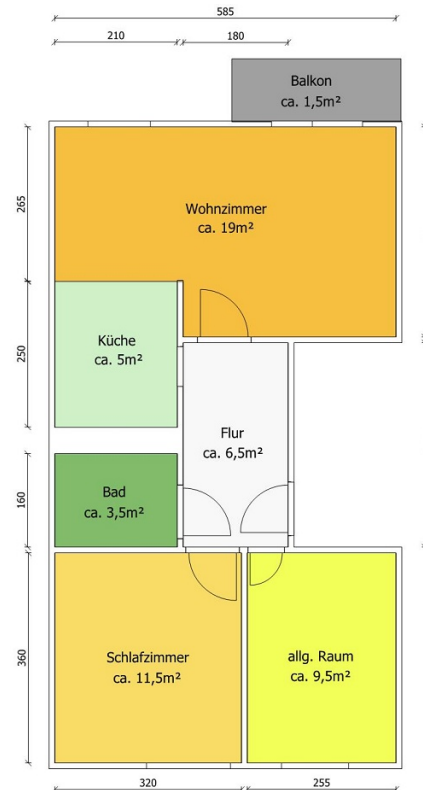 585
210
180
Balkon
ca. 1,5m²
265
Wohnzimmer
ca. 19m²
250
Küche
ca. 5m²
Flur
ca. 6,5m²
160
Bad
ca. 3,5m²
360
Schlafzimmer
ca. 11,5m²
allg. Raum
ca. 9,5m²
320
255